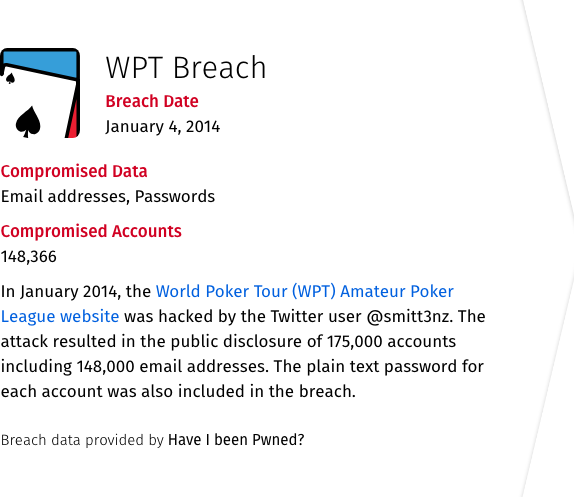 WPT Breach
Breach Date
January 4, 2014
Compromised Data
Email addresses, Passwords
Compromised Accounts
148,366
In January 2014, the World Poker Tour (WPT) Amateur Poker
League website was hacked by the Twitter user @smitt3nz. The
attack resulted in the public disclosure of 175,000 accounts
including 148,000 email addresses. The plain text password for
each account was also included in the breach.
Breach data provided by Have I been Pwned?